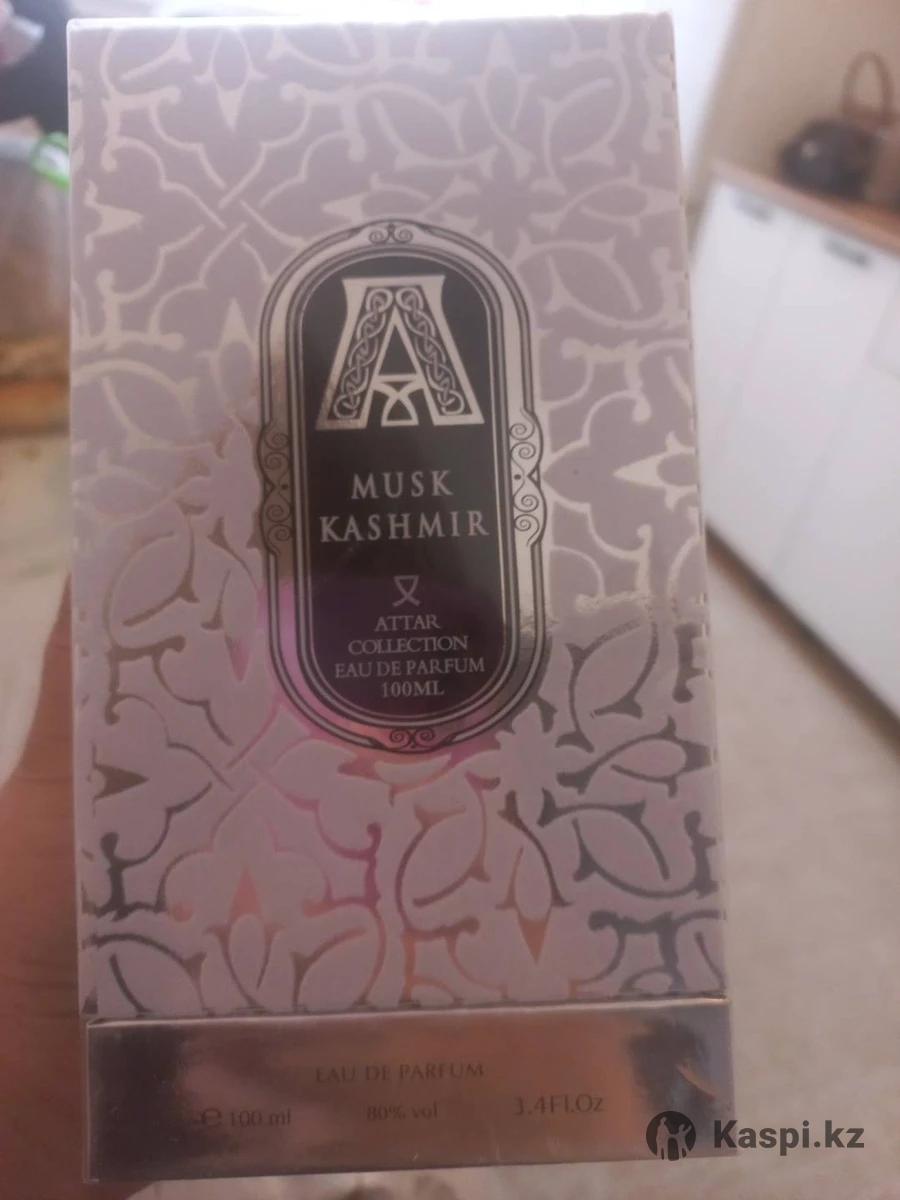 A
MUSK
KASHMIR
ATTAR
COLLECTION
EAU DE PARFUM
100ML
EAU DE PARFUM
℮ 100 ml 80% vol 3.4Fl.Oz
Kaspi.kz